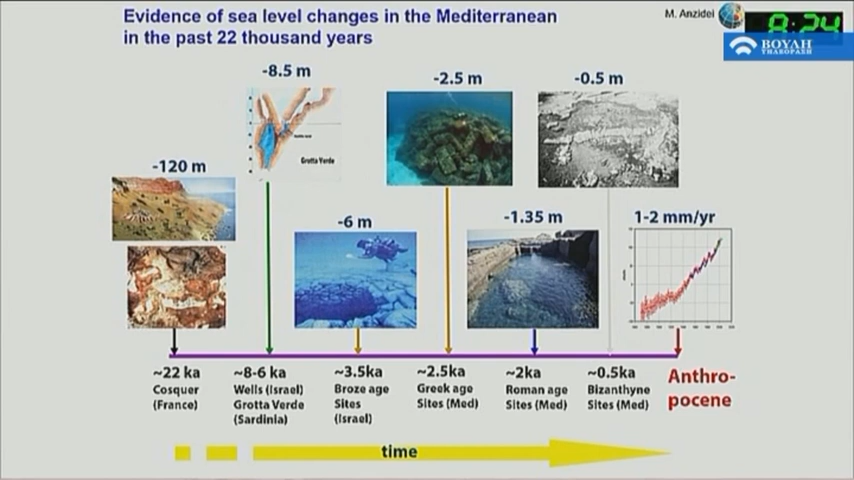 Evidence of sea level changes in the Mediterranean
in the past 22 thousand years
M. Anzidei
8:24
BOYAH
-8.5 m
-2.5 m
-0.5 m
-120 m
Grotta Verde
-6 m
-1.35 m
1-2 mm/yr
~22 ka
Cosquer
(France)
~8-6 ka
Wells (Israel)
Grotta Verde
(Sardinia)
~3.5ka
Broze age
Sites
(Israel)
~2.5ka
Greek age
Sites (Med)
~2ka
Roman age
Sites (Med)
~0.5ka
Bizanthyne
Sites (Med)
Anthro-
pocene
time